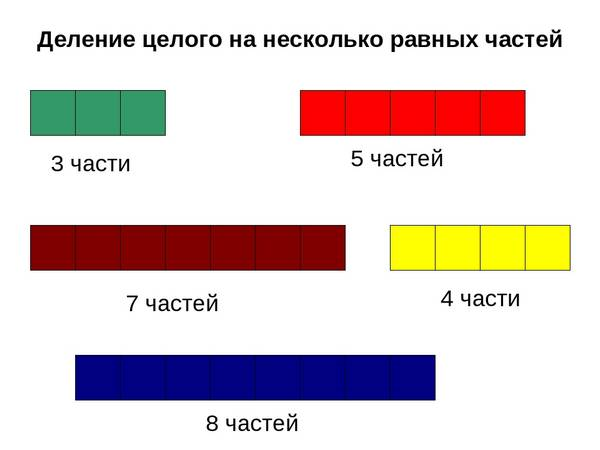 Деление целого на несколько равных частей
3 части
5 частей
7 частей
4 части
8 частей